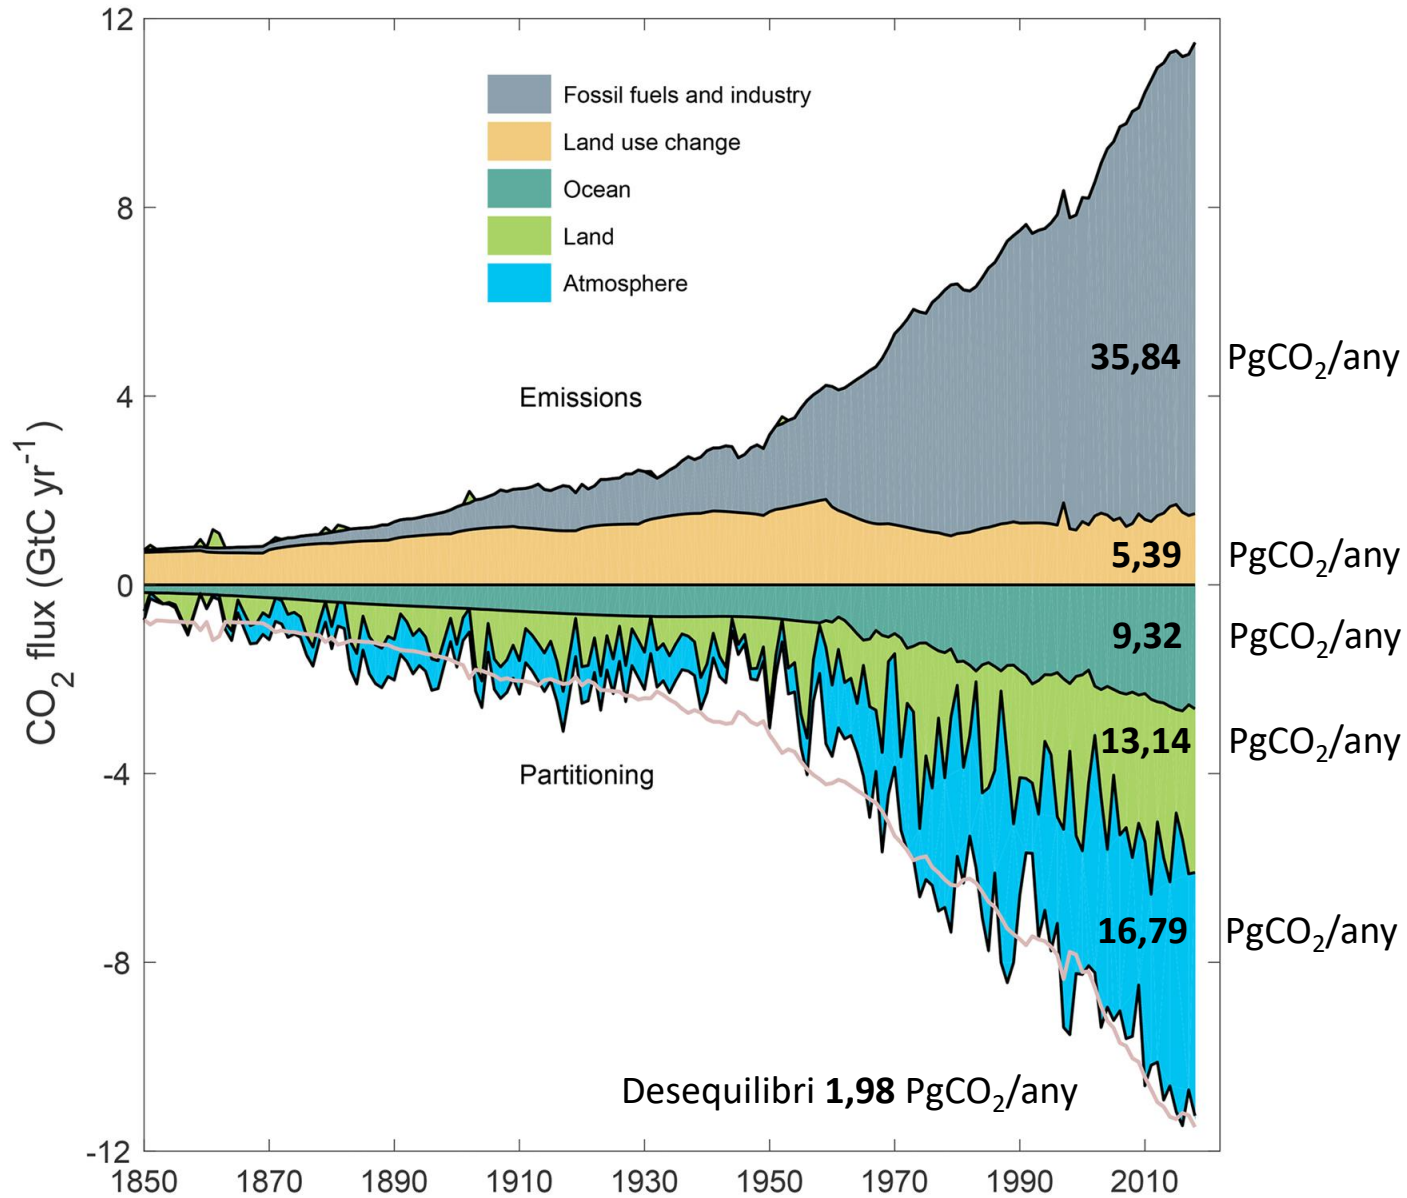 12
8
4
0
-4
-8
-12
CO2 flux (GtC yr-1)
Fossil fuels and industry
Land use change
Ocean
Land
Atmosphere
Emissions
35,84 PgCO2/any
5,39 PgCO2/any
9,32 PgCO2/any
13,14 PgCO2/any
Partitioning
16,79 PgCO2/any
Desequilibri 1,98 PgCO2/any
1850 1870 1890 1910 1930 1950 1970 1990 2010